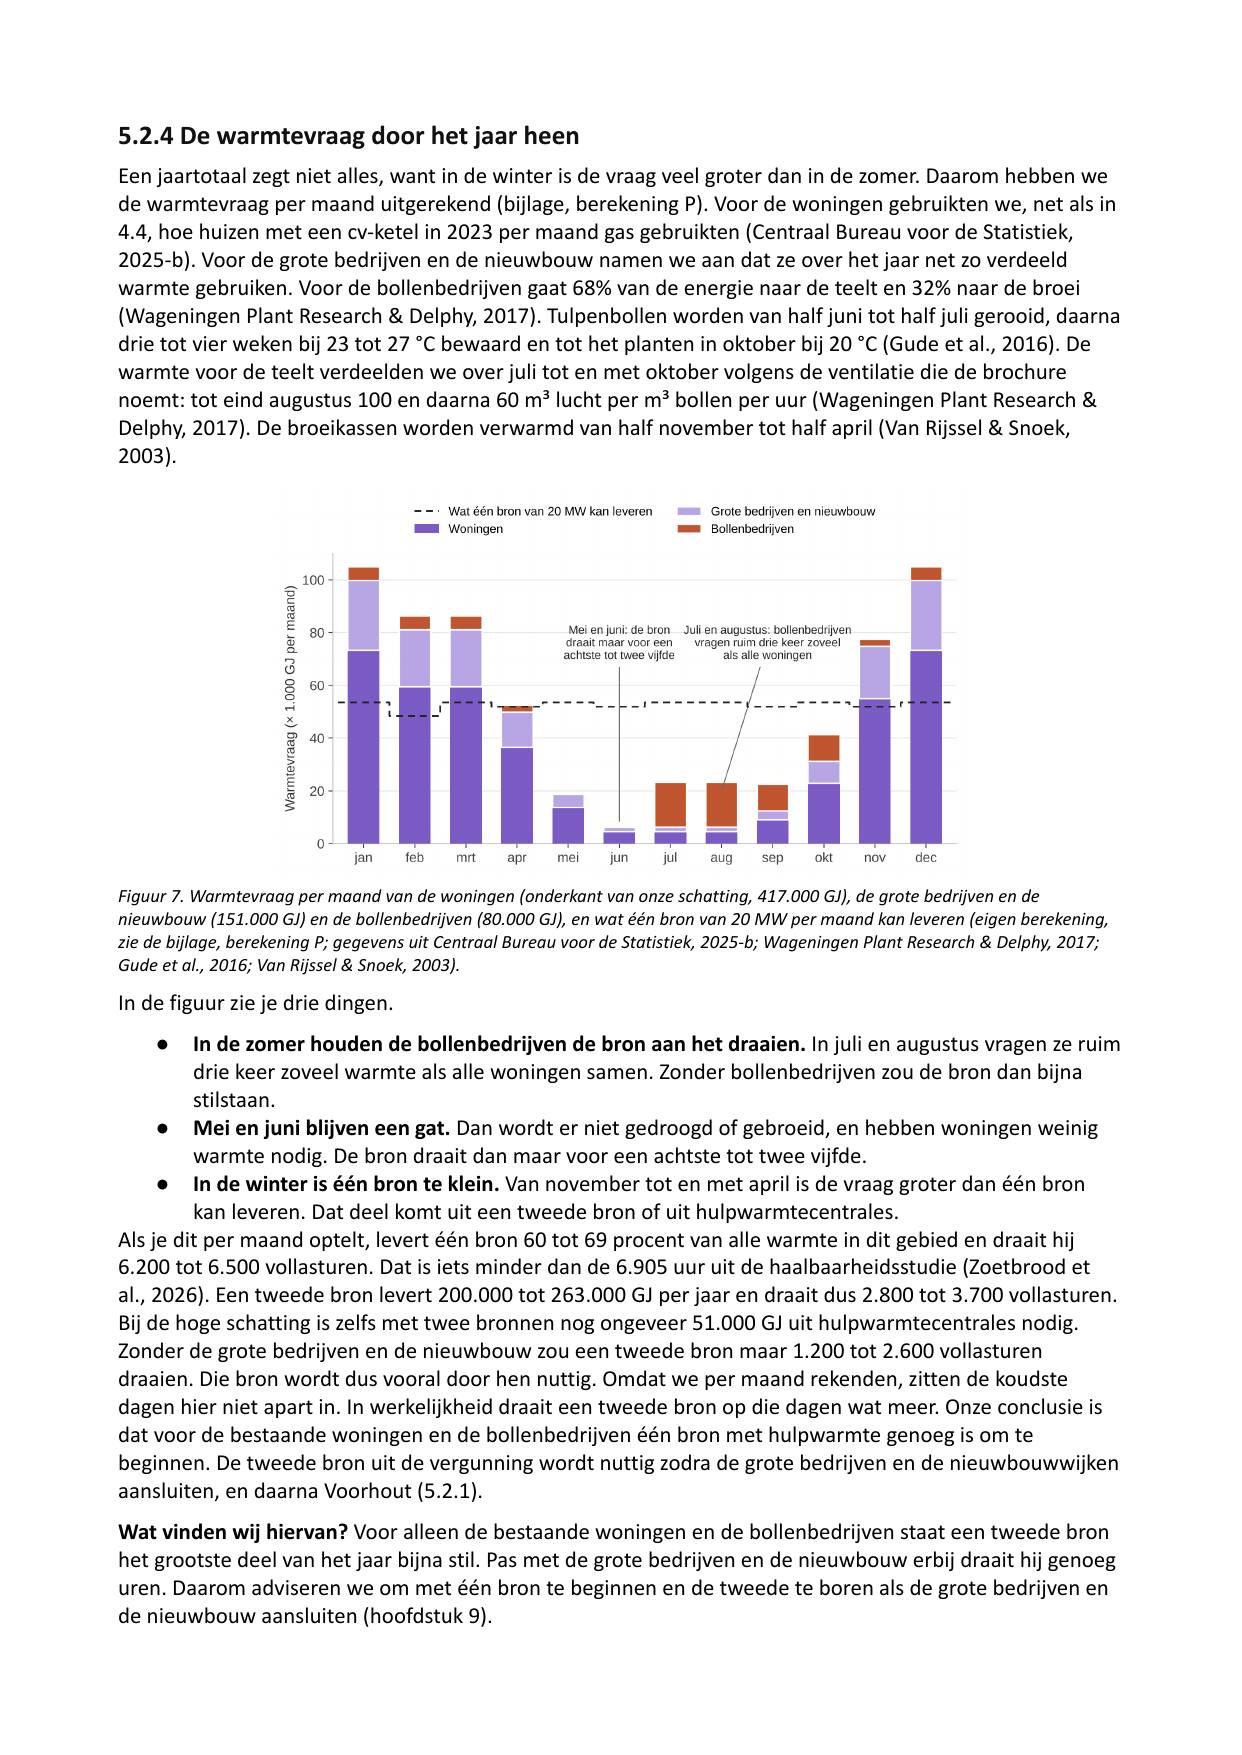 5.2.4 De warmtevraag door het jaar heen
Een jaartotaal zegt niet alles, want in de winter is de vraag veel groter dan in de zomer. Daarom hebben we
de warmtevraag per maand uitgerekend (bijlage, berekening P). Voor de woningen gebruikten we, net als in
4.4, hoe huizen met een cv-ketel in 2023 per maand gas gebruikten (Centraal Bureau voor de Statistiek,
2025-b). Voor de grote bedrijven en de nieuwbouw namen we aan dat ze over het jaar net zo verdeeld
warmte gebruiken. Voor de bollenbedrijven gaat 68% van de energie naar de teelt en 32% naar de broei
(Wageningen Plant Research & Delphy, 2017). Tulpenbollen worden van half juni tot half juli gerooid, daarna
drie tot vier weken bij 23 tot 27 °C bewaard en tot het planten in oktober bij 20 °C (Gude et al., 2016). De
warmte voor de teelt verdeelden we over juli tot en met oktober volgens de ventilatie die de brochure
noemt: tot eind augustus 100 en daarna 60 m³ lucht per m³ bollen per uur (Wageningen Plant Research &
Delphy, 2017). De broeikassen worden verwarmd van half november tot half april (Van Rijssel & Snoek,
2003).
Wat één bron van 20 MW kan leveren
Woningen
Grote bedrijven en nieuwbouw
Bollenbedrijven
Warmtevraag (× 1.000 GJ per maand)
100
80
60
40
20
0
Mei en juni: de bron
draait maar voor een
achtste tot twee vijfde
Juli en augustus: bollenbedrijven
vragen ruim drie keer zoveel
als alle woningen
jan feb mrt apr mei jun jul aug sep okt nov dec
Figuur 7. Warmtevraag per maand van de woningen (onderkant van onze schatting, 417.000 GJ), de grote bedrijven en de
nieuwbouw (151.000 GJ) en de bollenbedrijven (80.000 GJ), en wat één bron van 20 MW per maand kan leveren (eigen berekening,
zie de bijlage, berekening P; gegevens uit Centraal Bureau voor de Statistiek, 2025-b; Wageningen Plant Research & Delphy, 2017;
Gude et al., 2016; Van Rijssel & Snoek, 2003).
In de figuur zie je drie dingen.
● In de zomer houden de bollenbedrijven de bron aan het draaien. In juli en augustus vragen ze ruim
drie keer zoveel warmte als alle woningen samen. Zonder bollenbedrijven zou de bron dan bijna
stilstaan.
● Mei en juni blijven een gat. Dan wordt er niet gedroogd of gebroeid, en hebben woningen weinig
warmte nodig. De bron draait dan maar voor een achtste tot twee vijfde.
● In de winter is één bron te klein. Van november tot en met april is de vraag groter dan één bron
kan leveren. Dat deel komt uit een tweede bron of uit hulpwarmtecentrales.
Als je dit per maand optelt, levert één bron 60 tot 69 procent van alle warmte in dit gebied en draait hij
6.200 tot 6.500 vollasturen. Dat is iets minder dan de 6.905 uur uit de haalbaarheidsstudie (Zoetbrood et
al., 2026). Een tweede bron levert 200.000 tot 263.000 GJ per jaar en draait dus 2.800 tot 3.700 vollasturen.
Bij de hoge schatting is zelfs met twee bronnen nog ongeveer 51.000 GJ uit hulpwarmtecentrales nodig.
Zonder de grote bedrijven en de nieuwbouw zou een tweede bron maar 1.200 tot 2.600 vollasturen
draaien. Die bron wordt dus vooral door hen nuttig. Omdat we per maand rekenden, zitten de koudste
dagen hier niet apart in. In werkelijkheid draait een tweede bron op die dagen wat meer. Onze conclusie is
dat voor de bestaande woningen en de bollenbedrijven één bron met hulpwarmte genoeg is om te
beginnen. De tweede bron uit de vergunning wordt nuttig zodra de grote bedrijven en de nieuwbouwwijken
aansluiten, en daarna Voorhout (5.2.1).
Wat vinden wij hiervan? Voor alleen de bestaande woningen en de bollenbedrijven staat een tweede bron
het grootste deel van het jaar bijna stil. Pas met de grote bedrijven en de nieuwbouw erbij draait hij genoeg
uren. Daarom adviseren we om met één bron te beginnen en de tweede te boren als de grote bedrijven en
de nieuwbouw aansluiten (hoofdstuk 9).